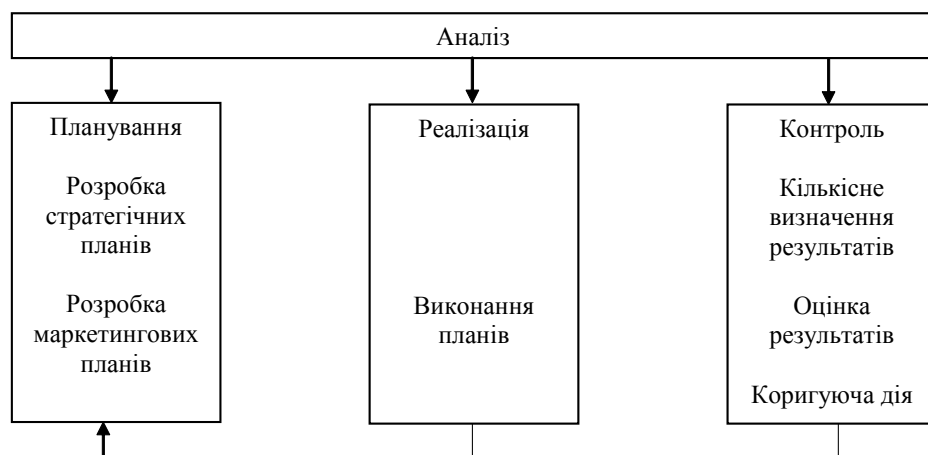 Аналіз
Планування
Розробка
стратегічних
планів
Розробка
маркетингових
планів
Реалізація
Виконання
планів
Контроль
Кількісне
визначення
результатів
Оцінка
результатів
Коригуюча дія